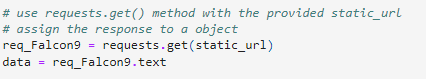 # use requests.get() method with the provided static_url
# assign the response to a object
req_Falcon9 = requests.get(static_url)
data = req_Falcon9.text